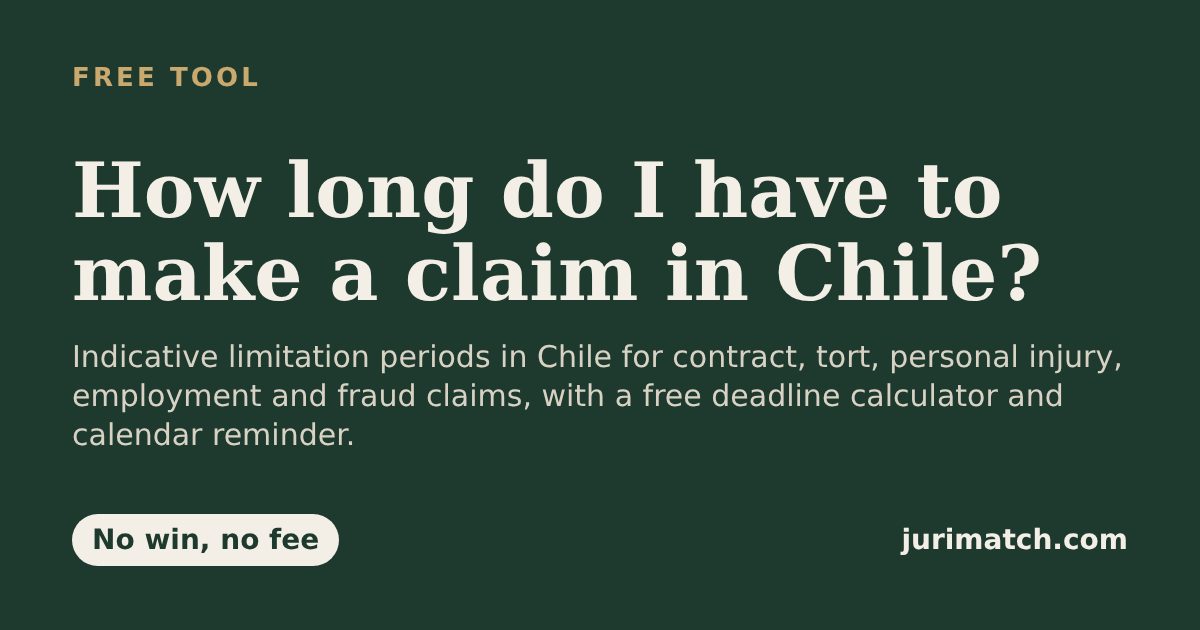 FREE TOOL
How long do I have to
make a claim in Chile?
Indicative limitation periods in Chile for contract, tort, personal injury,
employment and fraud claims, with a free deadline calculator and
calendar reminder.
No win, no fee
jurimatch.com